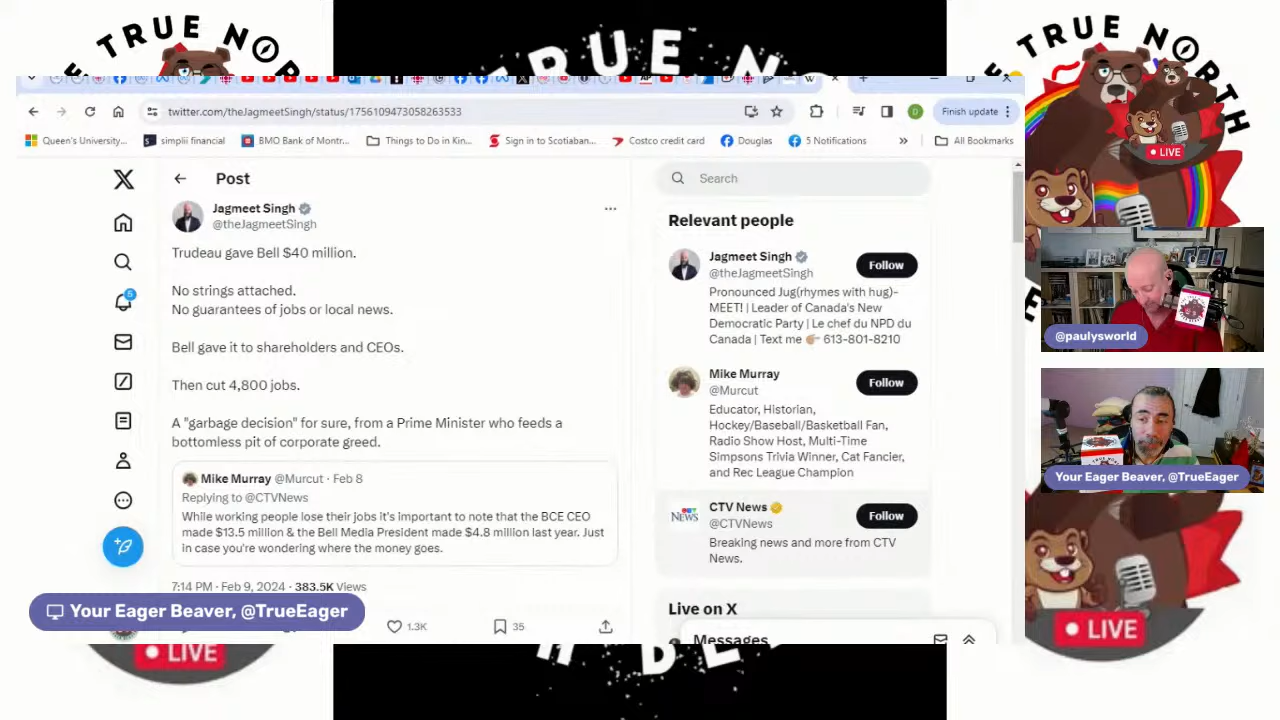 TRUE NO
TRUE N
TRUE NORTH
LIVE
twitter.com/theJagmeetSingh/status/1756109473058263533
D
Finish update
Queen's University...
simplii financial
BMO Bank of Montr...
Things to Do in Kin...
Sign in to Scotiaban...
Costco credit card
Douglas
5 Notifications
»
All Bookmarks
Post
Jagmeet Singh
@theJagmeetSingh
Trudeau gave Bell $40 million.
No strings attached.
No guarantees of jobs or local news.
Bell gave it to shareholders and CEOs.
Then cut 4,800 jobs.
A "garbage decision" for sure, from a Prime Minister who feeds a
bottomless pit of corporate greed.
Mike Murray @Murcut · Feb 8
Replying to @CTVNews
While working people lose their jobs it's important to note that the BCE CEO
made $13.5 million & the Bell Media President made $4.8 million last year. Just
in case you're wondering where the money goes.
7:14 PM · Feb 9, 2024 · 383.5K Views
1.3K
35
5
Search
Relevant people
Jagmeet Singh
@theJagmeetSingh
Follow
Pronounced Jug(rhymes with hug)-
MEET! | Leader of Canada's New
Democratic Party | Le chef du NPD du
Canada | Text me 👉🏽 613-801-8210
Mike Murray
@Murcut
Follow
Educator, Historian,
Hockey/Baseball/Basketball Fan,
Radio Show Host, Multi-Time
Simpsons Trivia Winner, Cat Fancier,
and Rec League Champion
NEWS
CTV News
@CTVNews
Follow
Breaking news and more from CTV
News.
Live on X
Messages
@paulysworld
Your Eager Beaver, @TrueEager
Your Eager Beaver, @TrueEager
LIVE
LIVE